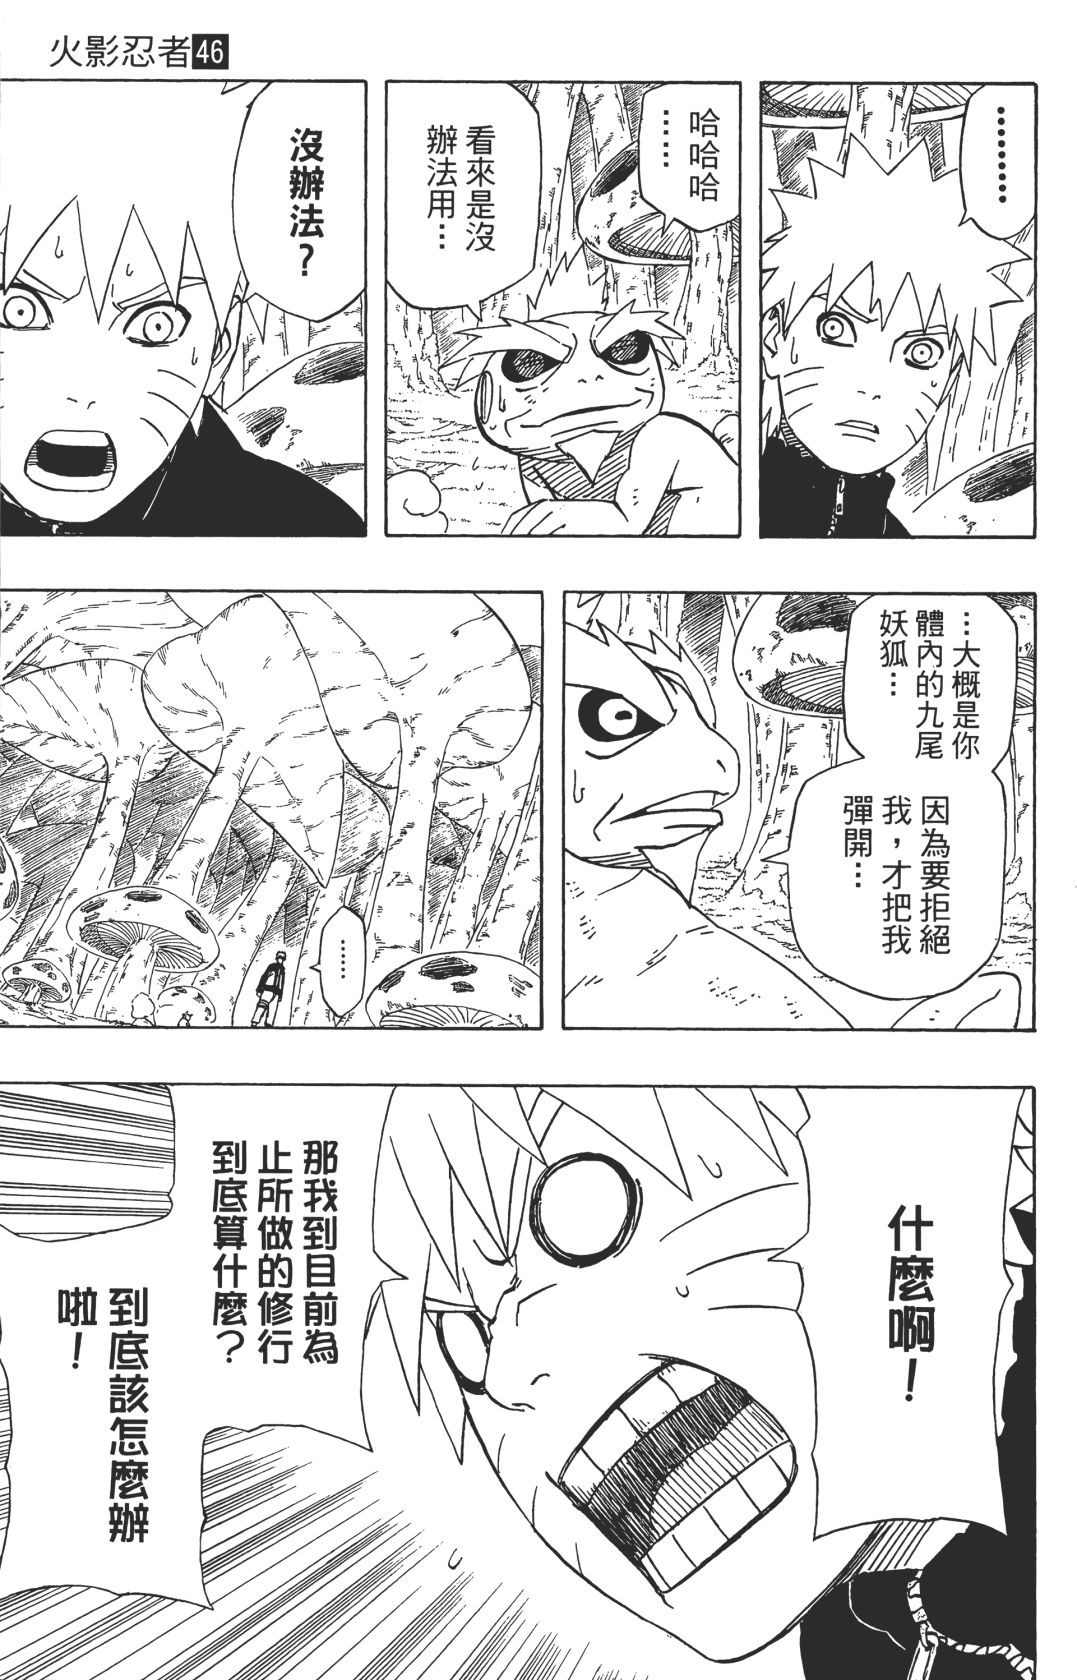 火影忍者46
………
哈哈哈
……
看來是沒
辦法用…
沒辦法？
…大概是你
體內的九尾
妖狐…
因為要拒絕
我，才把我
彈開…
……
什麼啊！
那我到目前為
止所做的修行
到底算什麼？
到底該怎麼辦
啦！